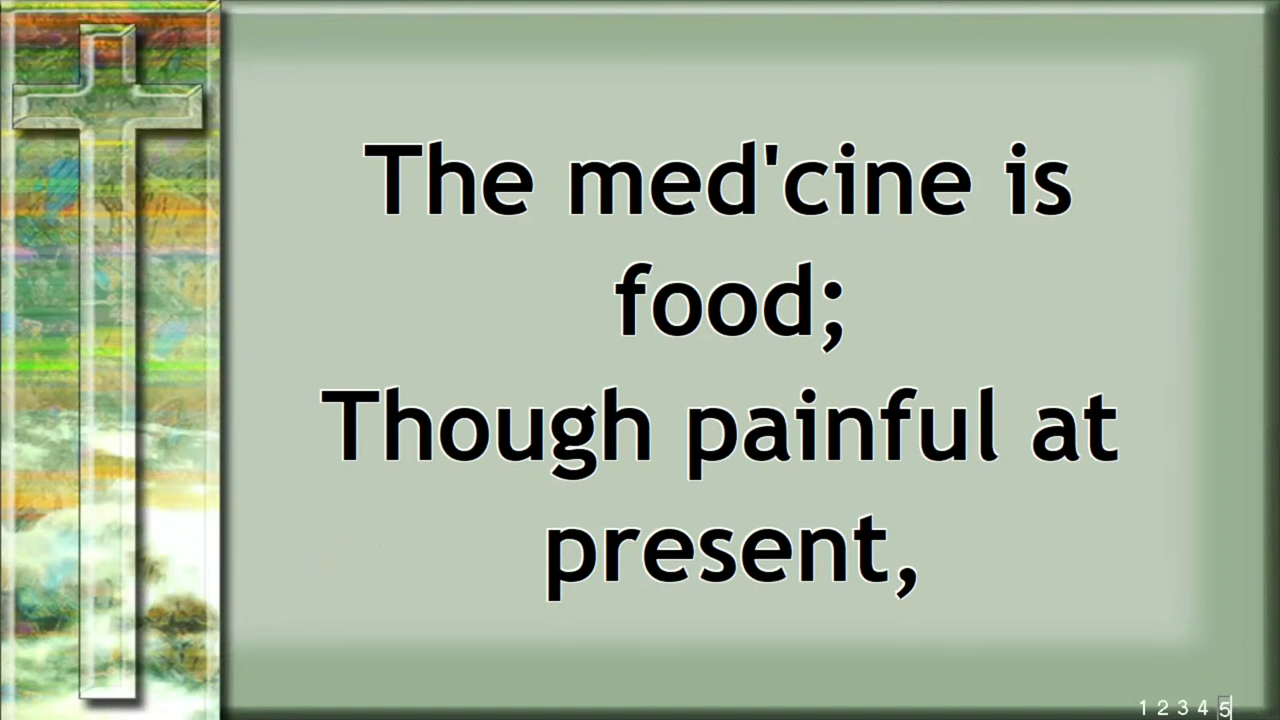 The med'cine is
food;
Though painful at
present,
1 2 3 4 5